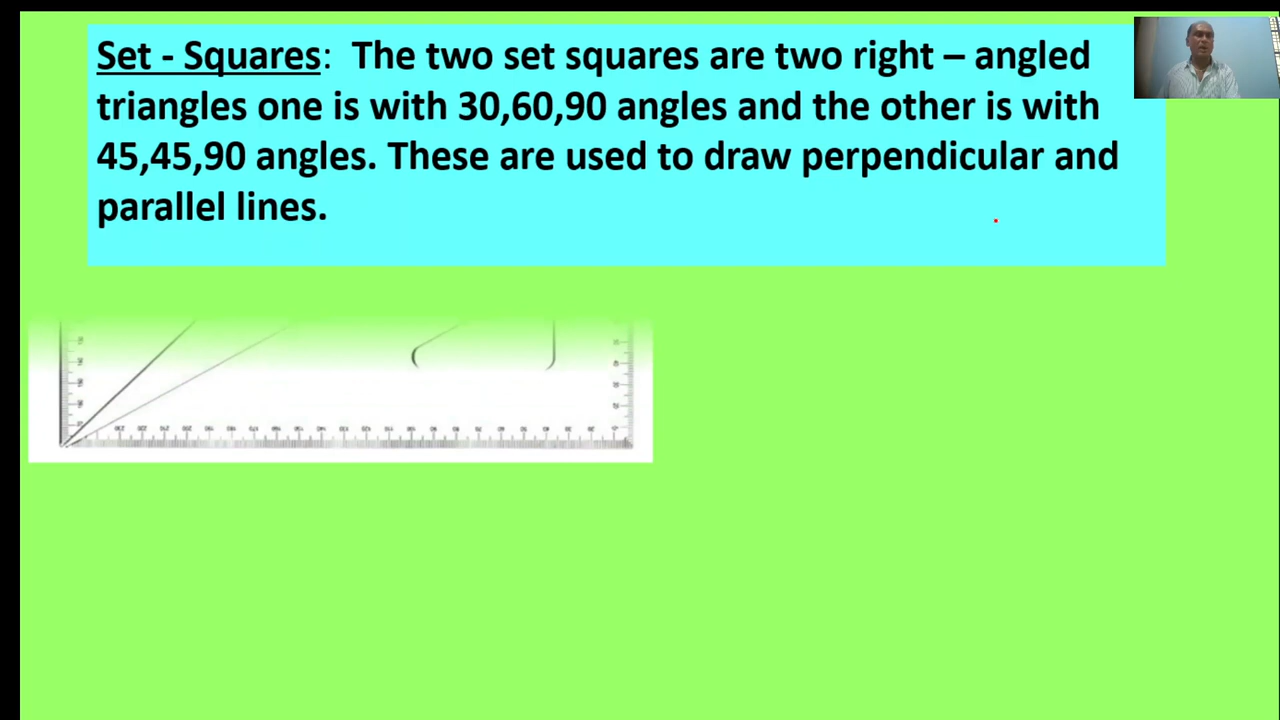 Set - Squares:  The two set squares are two right – angled
triangles one is with 30,60,90 angles and the other is with
45,45,90 angles. These are used to draw perpendicular and
parallel lines.